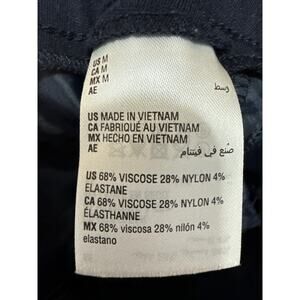 US M
CA M
MX M
AE وسط
US MADE IN VIETNAM
CA FABRIQUÉ AU VIETNAM
MX HECHO EN VIETNAM
AE صنع في فيتنام
US 68% VISCOSE 28% NYLON 4%
ELASTANE
CA 68% VISCOSE 28% NYLON 4%
ÉLASTHANNE
MX 68% viscosa 28% nilón 4%
elastano